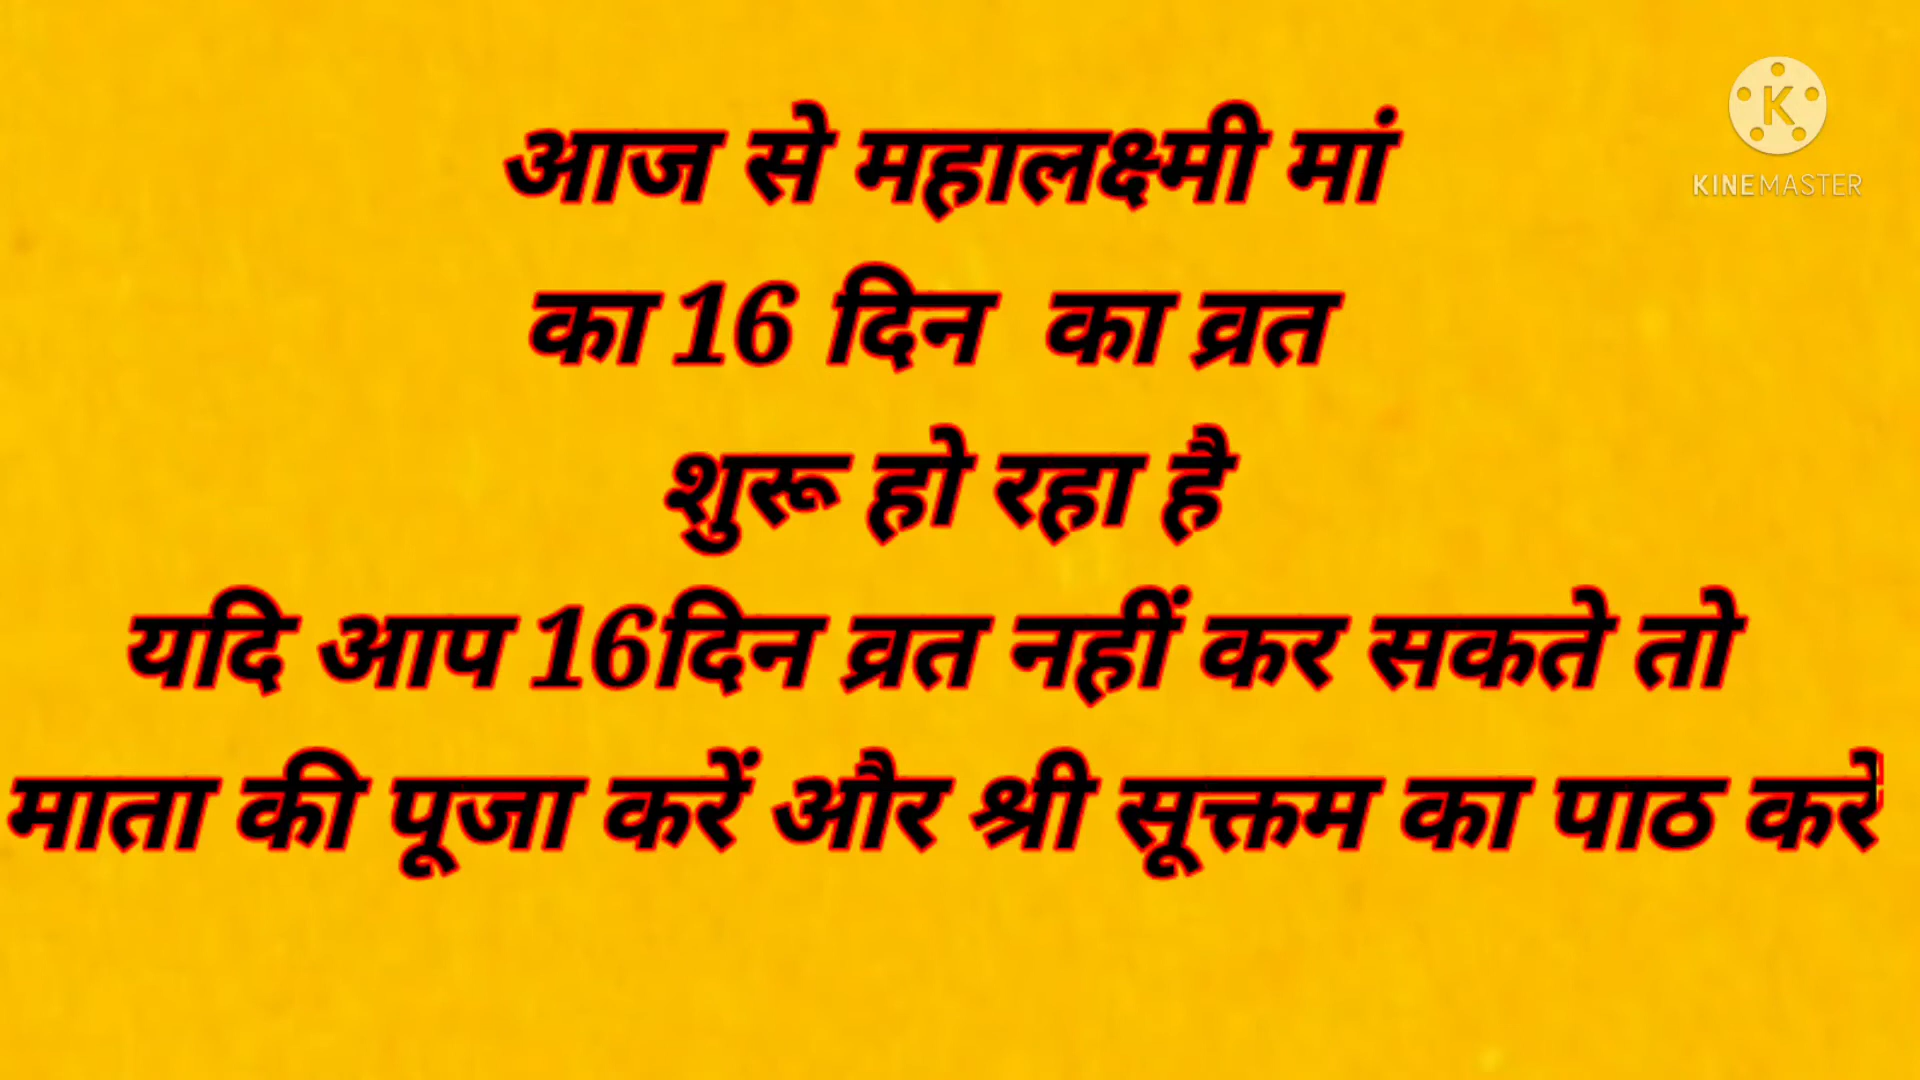 आज से महालक्ष्मी मां
का 16 दिन का व्रत
शुरू हो रहा है
यदि आप 16दिन व्रत नहीं कर सकते तो
माता की पूजा करें और श्री सूक्तम का पाठ करें
K
KINEMASTER